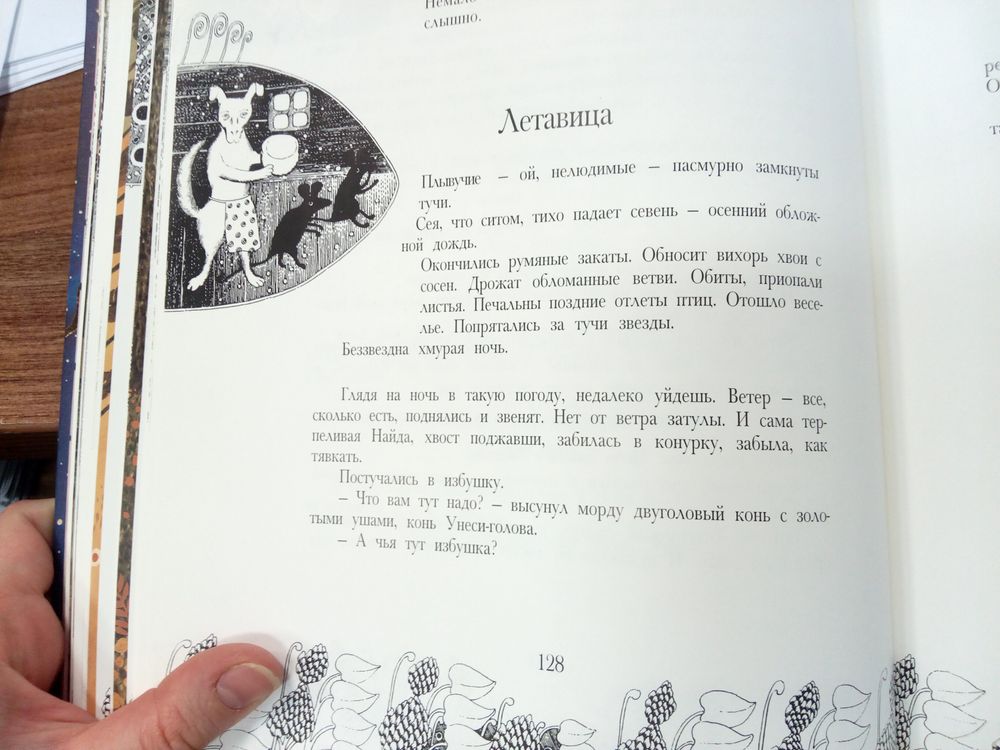 Немало
слышно.
Летавица
Плывучие – ой, нелюдимые – пасмурно замкнуты
тучи.
Сея, что ситом, тихо падает севень – осенний облож-
ной дождь.
Окончились румяные закаты. Обносит вихорь хвои с
сосен. Дрожат обломанные ветви. Обиты, приопали
листья. Печальны поздние отлеты птиц. Отошло весе-
лье. Попрятались за тучи звезды.
Беззвездна хмурая ночь.
Глядя на ночь в такую погоду, недалеко уйдешь. Ветер – все,
сколько есть, поднялись и звенят. Нет от ветра затулы. И сама тер-
пеливая Найда, хвост поджавши, забилась в конурку, забыла, как
тявкать.
Постучались в избушку.
– Что вам тут надо? – высунул морду двуголовый конь с золо-
тыми ушами, конь Унеси-голова.
– А чья тут избушка?
128